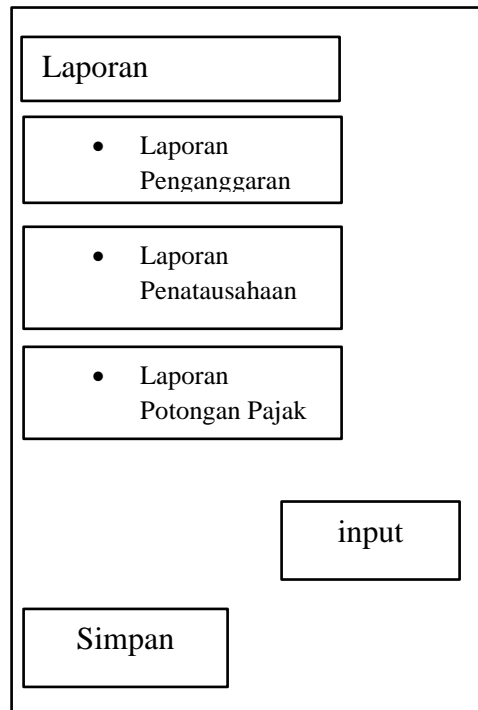 Laporan
• Laporan
Penganggaran
• Laporan
Penatausahaan
• Laporan
Potongan Pajak
input
Simpan